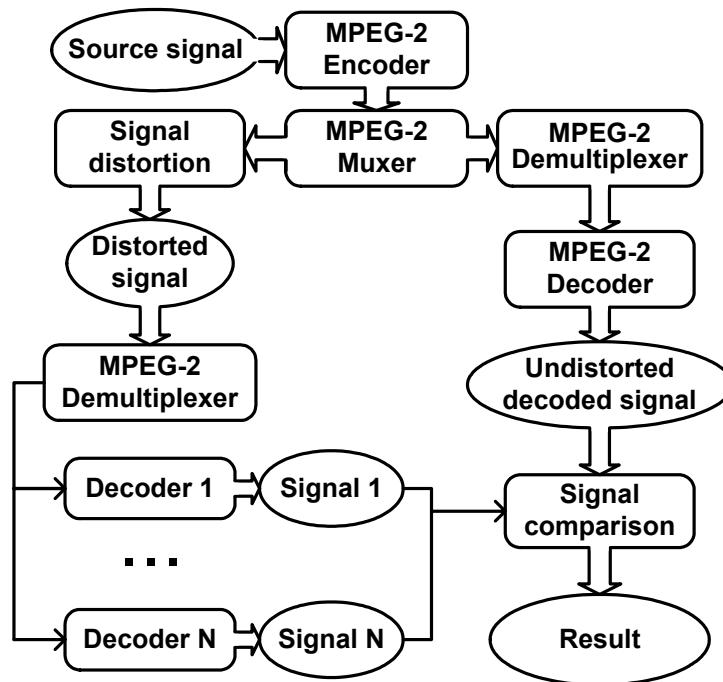 Source signal
MPEG-2
Encoder
Signal
distortion
MPEG-2
Muxer
MPEG-2
Demultiplexer
Distorted
signal
MPEG-2
Decoder
MPEG-2
Demultiplexer
Undistorted
decoded signal
Decoder 1
Signal 1
Signal
comparison
...
Decoder N
Signal N
Result